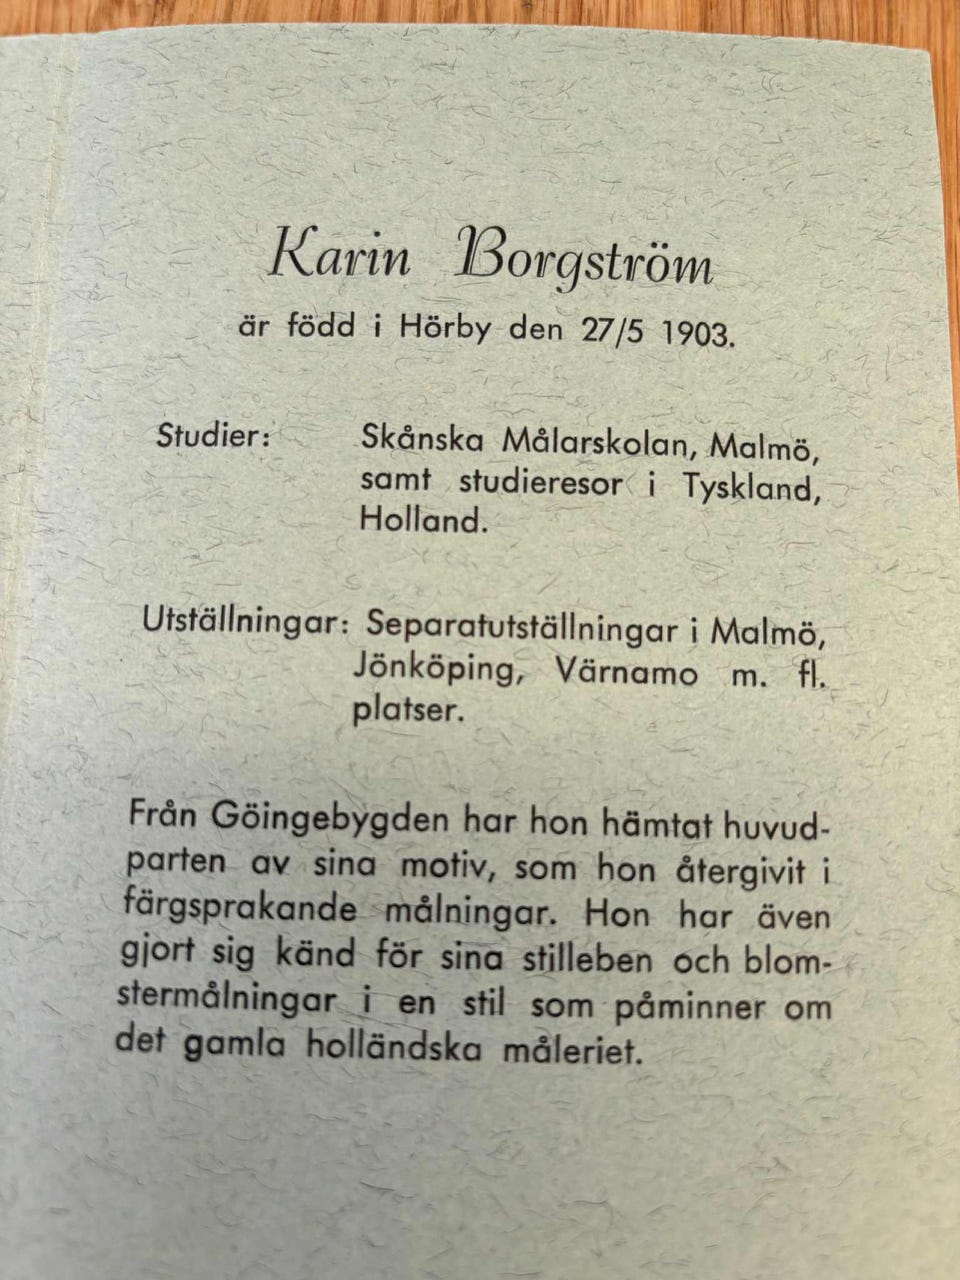 Karin Borgström
är född i Hörby den 27/5 1903.
Studier: Skånska Målarskolan, Malmö,
samt studieresor i Tyskland,
Holland.
Utställningar: Separatutställningar i Malmö,
Jönköping, Värnamo m. fl.
platser.
Från Göingebygden har hon hämtat huvud-
parten av sina motiv, som hon återgivit i
färgsprakande målningar. Hon har även
gjort sig känd för sina stilleben och blom-
stermålningar i en stil som påminner om
det gamla holländska måleriet.